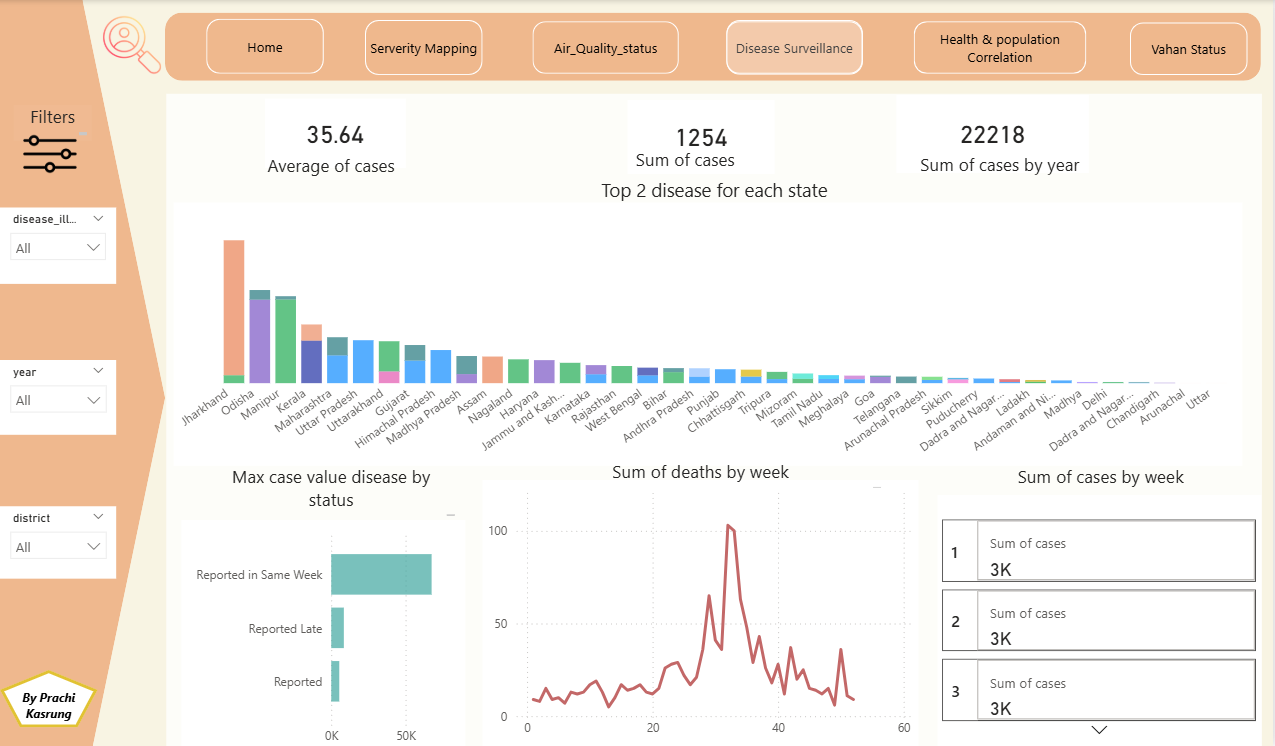 Home
Serverity Mapping
Air_Quality_status
Disease Surveillance
Health & population
Correlation
Vahan Status
Filters
disease_ill...
All
year
All
district
All
By Prachi
Kasrung
35.64
Average of cases
1254
Sum of cases
22218
Sum of cases by year
Top 2 disease for each state
Jharkhand
Odisha
Manipur
Kerala
Maharashtra
Uttar Pradesh
Uttarakhand
Gujarat
Himachal Pradesh
Madhya Pradesh
Assam
Nagaland
Haryana
Jammu and Kash...
Karnataka
Rajasthan
West Bengal
Bihar
Andhra Pradesh
Punjab
Chhattisgarh
Tripura
Mizoram
Tamil Nadu
Meghalaya
Goa
Telangana
Arunachal Pradesh
Sikkim
Puducherry
Dadra and Nagar...
Ladakh
Andaman and Ni...
Madhya
Delhi
Dadra and Nagar...
Chandigarh
Arunachal
Uttar
Max case value disease by
status
Reported in Same Week
Reported Late
Reported
0K
50K
Sum of deaths by week
100
50
0
0
20
40
60
Sum of cases by week
1
Sum of cases
3K
2
Sum of cases
3K
3
Sum of cases
3K